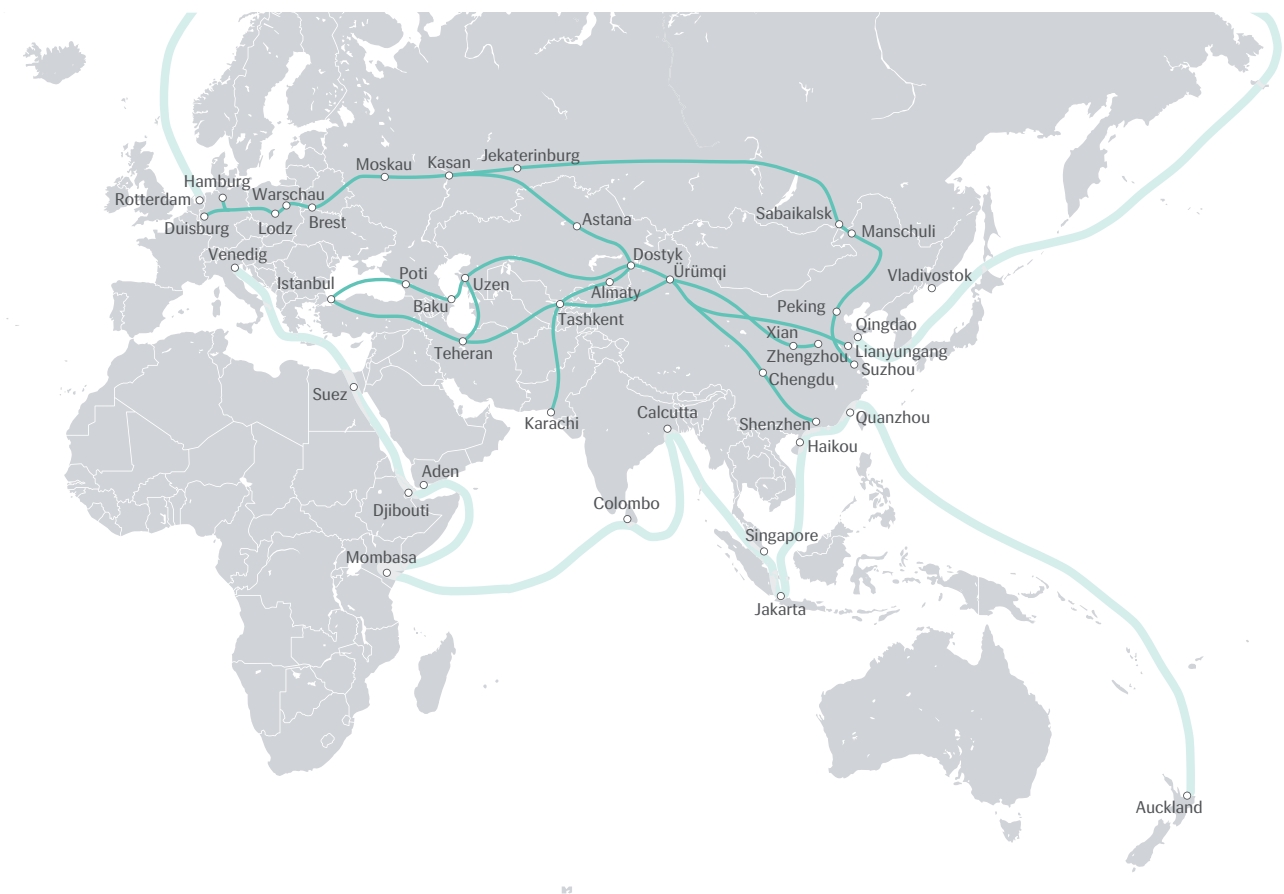 Jekaterinburg
Moskau
Kasan
Hamburg
Warschau
Rotterdam
Duisburg
Lodz
Brest
Sabaikalsk
Astana
Manschuli
Venedig
Dostyk
Ürümqi
Istanbul
Poti
Uzen
Vladivostok
Almaty
Baku
Peking
Tashkent
Qingdao
Xian
Teheran
Zhengzhou
Lianyungang
Suzhou
Chengdu
Suez
Karachi
Calcutta
Shenzhen
Quanzhou
Haikou
Aden
Djibouti
Colombo
Singapore
Mombasa
Jakarta
Auckland